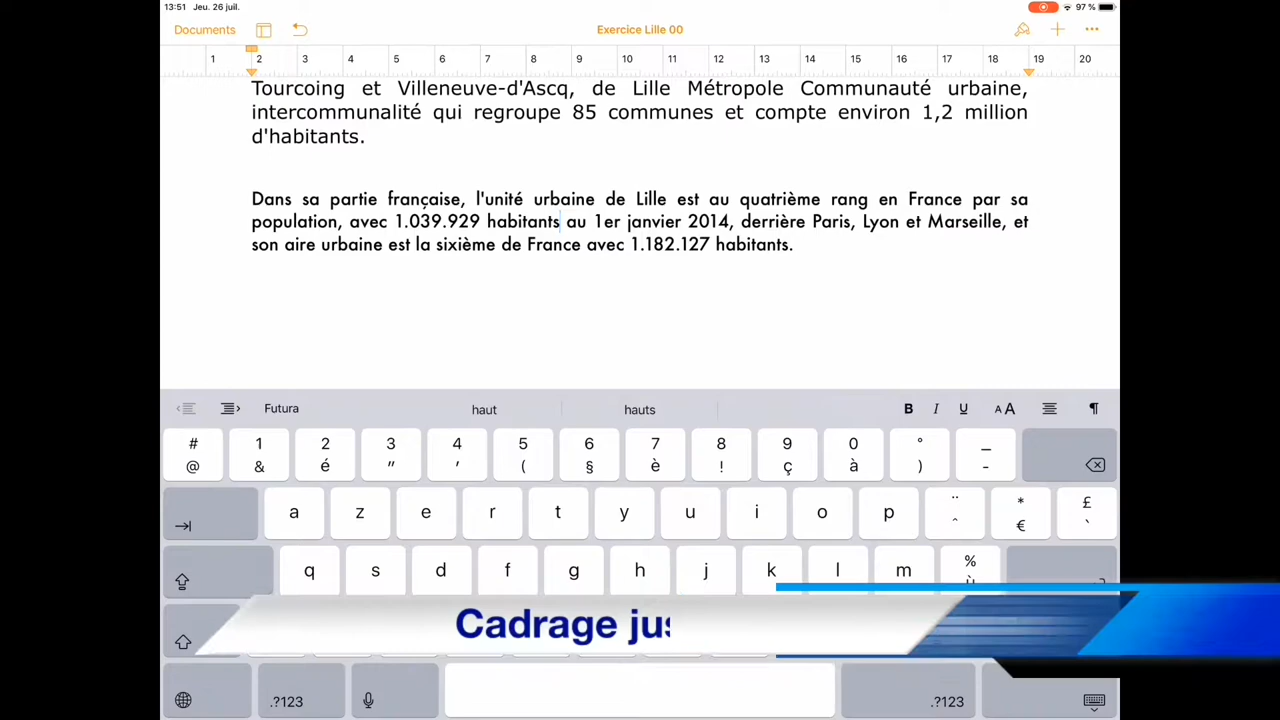 13:51 Jeu. 26 juil. 97 %
Documents Exercice Lille 00
1 2 3 4 5 6 7 8 9 10 11 12 13 14 15 16 17 18 19 20
Tourcoing et Villeneuve-d'Ascq, de Lille Métropole Communauté urbaine,
intercommunalité qui regroupe 85 communes et compte environ 1,2 million
d'habitants.
Dans sa partie française, l'unité urbaine de Lille est au quatrième rang en France par sa
population, avec 1.039.929 habitants au 1er janvier 2014, derrière Paris, Lyon et Marseille, et
son aire urbaine est la sixième de France avec 1.182.127 habitants.
Futura haut hauts B I U AA ¶
# 1 2 3 4 5 6 7 8 9 0 ° _
@ & é " ' ( § è ! ç à ) -
a z e r t y u i o p ¨ ^ * € £ `
q s d f g h j k l m % ù
Cadrage jus
.?123 .?123